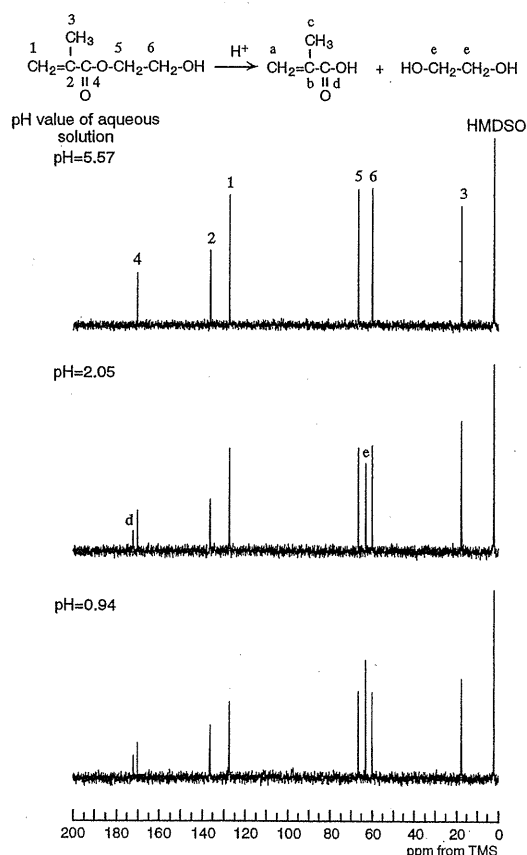 3 c
1 CH₃ 5 6 H⁺ a CH₃ e e
CH₂=C-C-O-CH₂-CH₂-OH → CH₂=C-C-OH + HO-CH₂-CH₂-OH
2 4 b d
O O
pH value of aqueous
solution
HMDSO
pH=5.57
4 2 1 5 6 3
pH=2.05
d e
pH=0.94
200 180 160 140 120 100 80 60 40 20 0
ppm from TMS